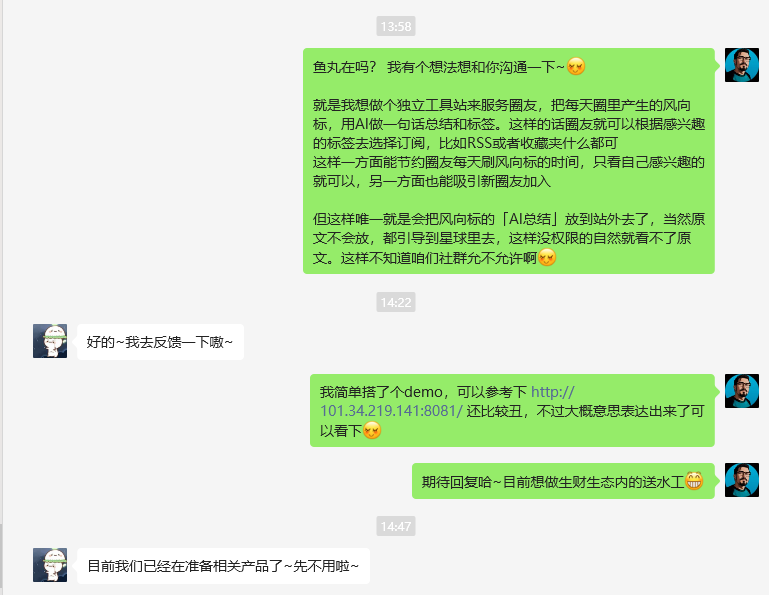 13:58
鱼丸在吗? 我有个想法想和你沟通一下~
就是我想做个独立工具站来服务圈友，把每天圈里产生的风向
标，用AI做一句话总结和标签。这样的话圈友就可以根据感兴趣
的标签去选择订阅，比如RSS或者收藏夹什么都可
这样一方面能节约圈友每天刷风向标的时间，只看自己感兴趣的
就可以，另一方面也能吸引新圈友加入
但这样唯一就是会把风向标的「AI总结」放到站外去了，当然原
文不会放，都引导到星球里去，这样没权限的自然就看不了原
文。这样不知道咱们社群允不允许啊
14:22
好的~我去反馈一下嗷~
我简单搭了个demo，可以参考下 http://
101.34.219.141:8081/ 还比较丑，不过大概意思表达出来了可
以看下
期待回复哈~目前想做生财生态内的送水工
14:47
目前我们已经在准备相关产品了~先不用啦~